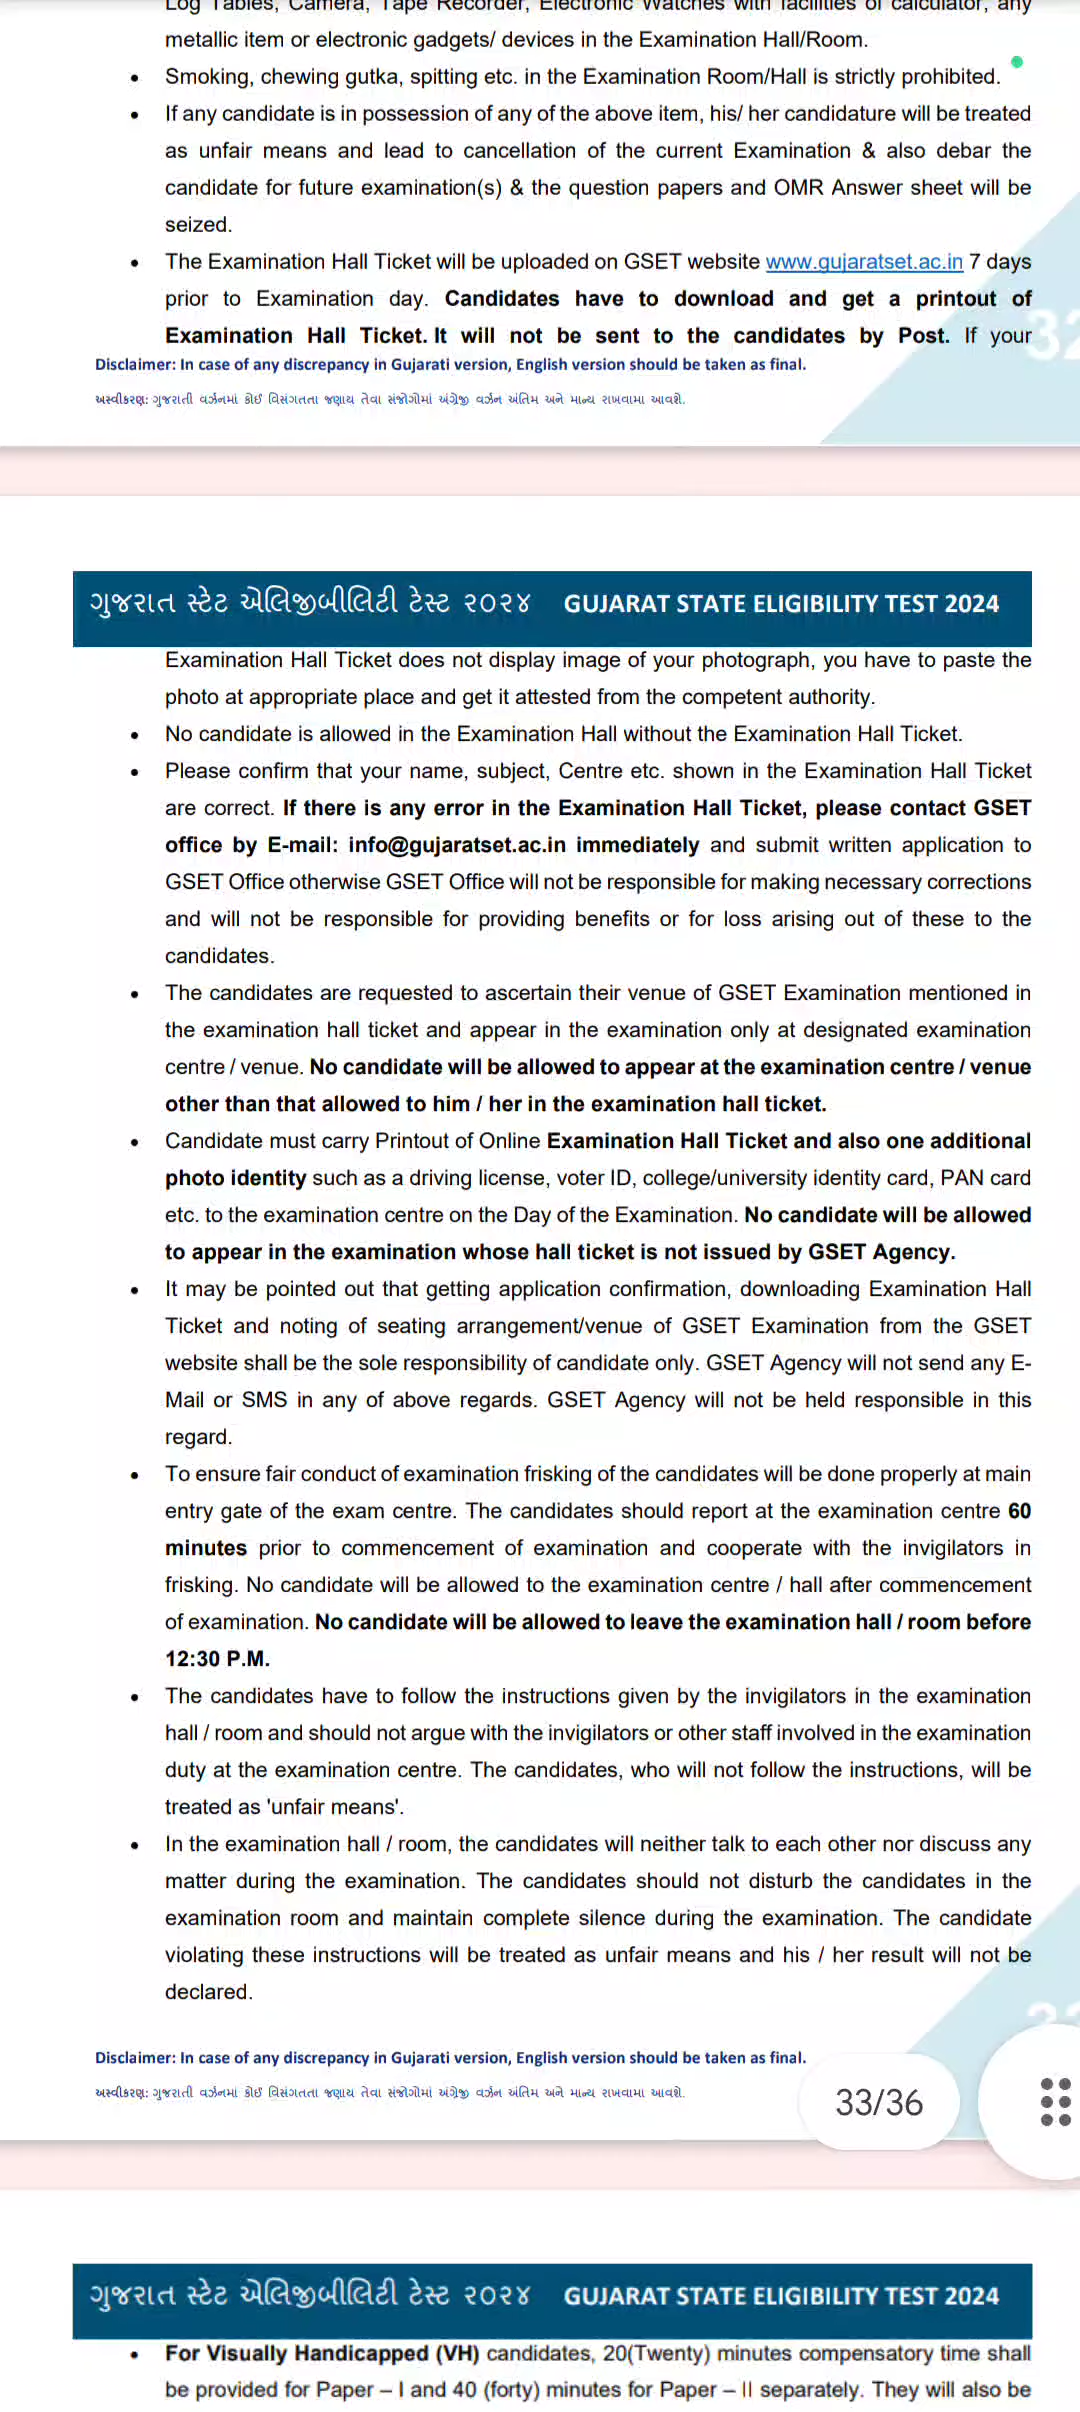 Log Tables, Camera, Tape Recorder, Electronic Watches with facilities of calculator, any
metallic item or electronic gadgets/ devices in the Examination Hall/Room.
• Smoking, chewing gutka, spitting etc. in the Examination Room/Hall is strictly prohibited.
• If any candidate is in possession of any of the above item, his/ her candidature will be treated
as unfair means and lead to cancellation of the current Examination & also debar the
candidate for future examination(s) & the question papers and OMR Answer sheet will be
seized.
• The Examination Hall Ticket will be uploaded on GSET website www.gujaratset.ac.in 7 days
prior to Examination day. Candidates have to download and get a printout of
Examination Hall Ticket. It will not be sent to the candidates by Post. If your
Disclaimer: In case of any discrepancy in Gujarati version, English version should be taken as final.
અસ્વીકરણ: ગુજરાતી વર્ઝનમાં કોઈ વિસંગતતા જણાય તેવા સંજોગોમાં અંગ્રેજી વર્ઝન અંતિમ અને માન્ય રાખવામા આવશે.
ગુજરાત સ્ટેટ એલિજીબીલિટી ટેસ્ટ ૨૦૨૪ GUJARAT STATE ELIGIBILITY TEST 2024
Examination Hall Ticket does not display image of your photograph, you have to paste the
photo at appropriate place and get it attested from the competent authority.
• No candidate is allowed in the Examination Hall without the Examination Hall Ticket.
• Please confirm that your name, subject, Centre etc. shown in the Examination Hall Ticket
are correct. If there is any error in the Examination Hall Ticket, please contact GSET
office by E-mail: info@gujaratset.ac.in immediately and submit written application to
GSET Office otherwise GSET Office will not be responsible for making necessary corrections
and will not be responsible for providing benefits or for loss arising out of these to the
candidates.
• The candidates are requested to ascertain their venue of GSET Examination mentioned in
the examination hall ticket and appear in the examination only at designated examination
centre / venue. No candidate will be allowed to appear at the examination centre / venue
other than that allowed to him / her in the examination hall ticket.
• Candidate must carry Printout of Online Examination Hall Ticket and also one additional
photo identity such as a driving license, voter ID, college/university identity card, PAN card
etc. to the examination centre on the Day of the Examination. No candidate will be allowed
to appear in the examination whose hall ticket is not issued by GSET Agency.
• It may be pointed out that getting application confirmation, downloading Examination Hall
Ticket and noting of seating arrangement/venue of GSET Examination from the GSET
website shall be the sole responsibility of candidate only. GSET Agency will not send any E-
Mail or SMS in any of above regards. GSET Agency will not be held responsible in this
regard.
• To ensure fair conduct of examination frisking of the candidates will be done properly at main
entry gate of the exam centre. The candidates should report at the examination centre 60
minutes prior to commencement of examination and cooperate with the invigilators in
frisking. No candidate will be allowed to the examination centre / hall after commencement
of examination. No candidate will be allowed to leave the examination hall / room before
12:30 P.M.
• The candidates have to follow the instructions given by the invigilators in the examination
hall / room and should not argue with the invigilators or other staff involved in the examination
duty at the examination centre. The candidates, who will not follow the instructions, will be
treated as 'unfair means'.
• In the examination hall / room, the candidates will neither talk to each other nor discuss any
matter during the examination. The candidates should not disturb the candidates in the
examination room and maintain complete silence during the examination. The candidate
violating these instructions will be treated as unfair means and his / her result will not be
declared.
Disclaimer: In case of any discrepancy in Gujarati version, English version should be taken as final.
અસ્વીકરણ: ગુજરાતી વર્ઝનમાં કોઈ વિસંગતતા જણાય તેવા સંજોગોમાં અંગ્રેજી વર્ઝન અંતિમ અને માન્ય રાખવામા આવશે.
33/36
ગુજરાત સ્ટેટ એલિજીબીલિટી ટેસ્ટ ૨૦૨૪ GUJARAT STATE ELIGIBILITY TEST 2024
• For Visually Handicapped (VH) candidates, 20(Twenty) minutes compensatory time shall
be provided for Paper – I and 40 (forty) minutes for Paper – II separately. They will also be